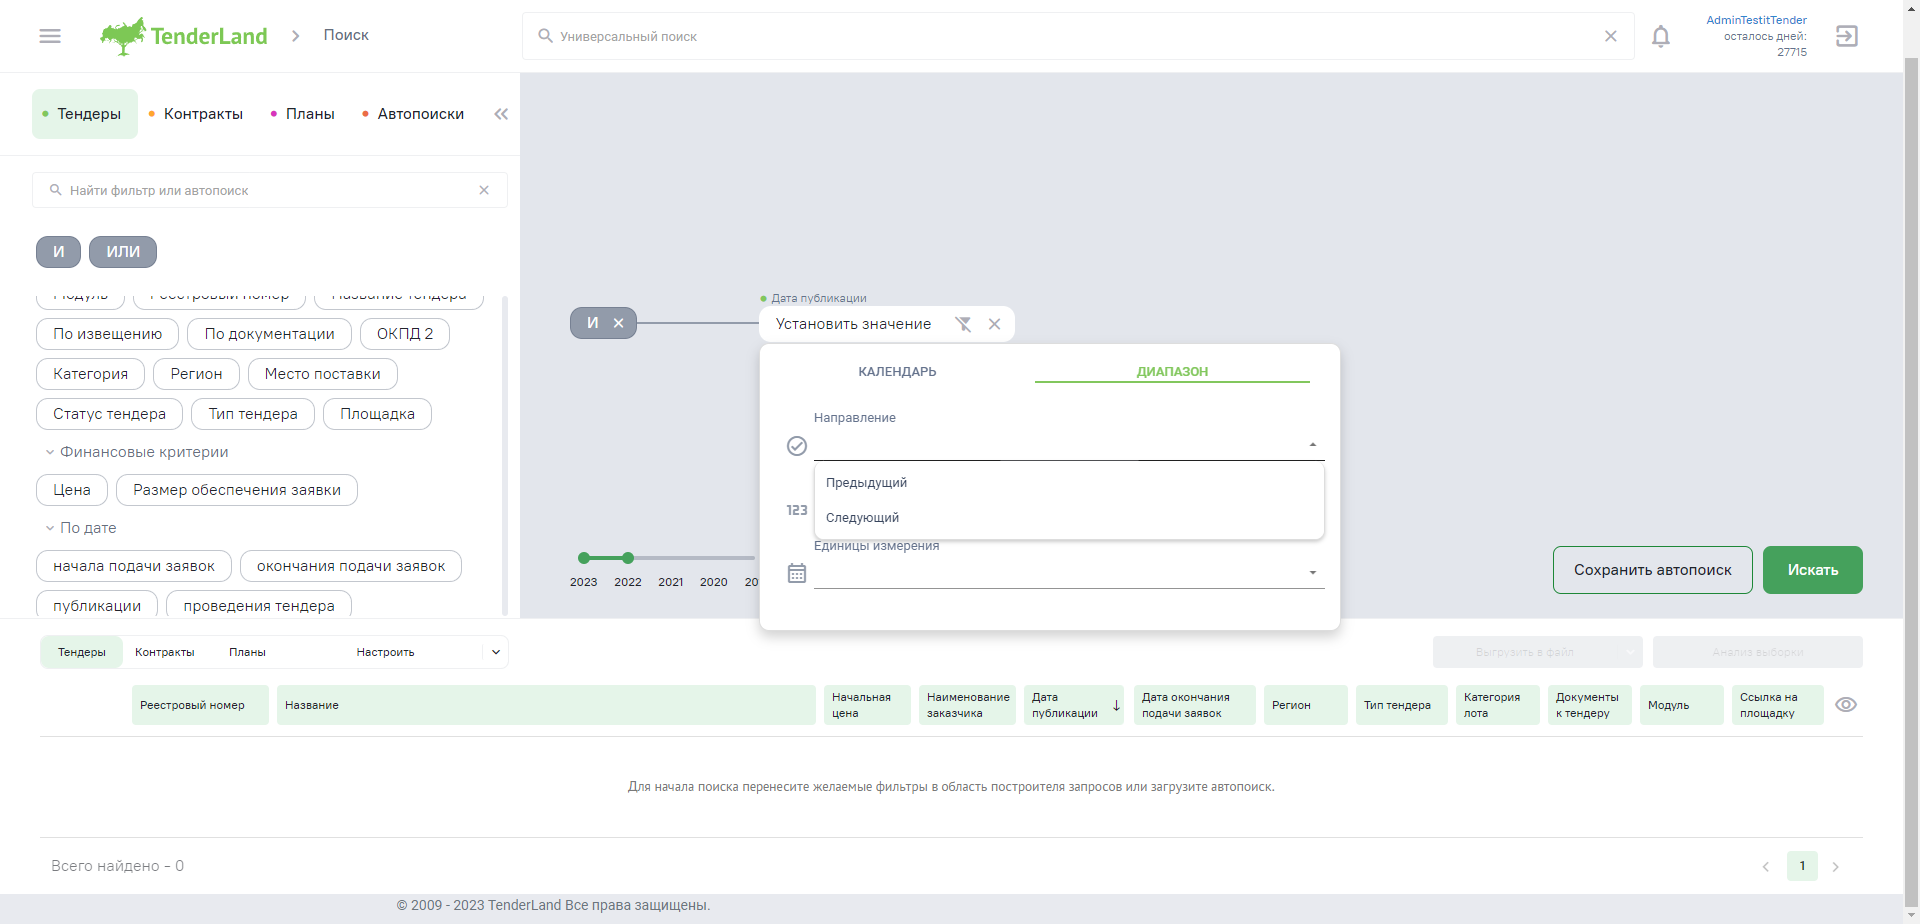 TenderLand
Поиск
Универсальный поиск
AdminTestitTender
осталось дней:
27715
Тендеры
Контракты
Планы
Автопоиски
Найти фильтр или автопоиск
И
ИЛИ
Модуль
Реестровый номер
Название тендера
По извещению
По документации
ОКПД 2
Категория
Регион
Место поставки
Статус тендера
Тип тендера
Площадка
Финансовые критерии
Цена
Размер обеспечения заявки
По дате
начала подачи заявок
окончания подачи заявок
публикации
проведения тендера
И
Дата публикации
Установить значение
КАЛЕНДАРЬ
ДИАПАЗОН
Направление
Предыдущий
Следующий
123
Единицы измерения
2023
2022
2021
2020
20
Сохранить автопоиск
Искать
Тендеры
Контракты
Планы
Настроить
Выгрузить в файл
Анализ выборки
Реестровый номер
Название
Начальная
цена
Наименование
заказчика
Дата
публикации
Дата окончания
подачи заявок
Регион
Тип тендера
Категория
лота
Документы
к тендеру
Модуль
Ссылка на
площадку
Для начала поиска перенесите желаемые фильтры в область построителя запросов или загрузите автопоиск.
Всего найдено - 0
1
© 2009 - 2023 TenderLand Все права защищены.